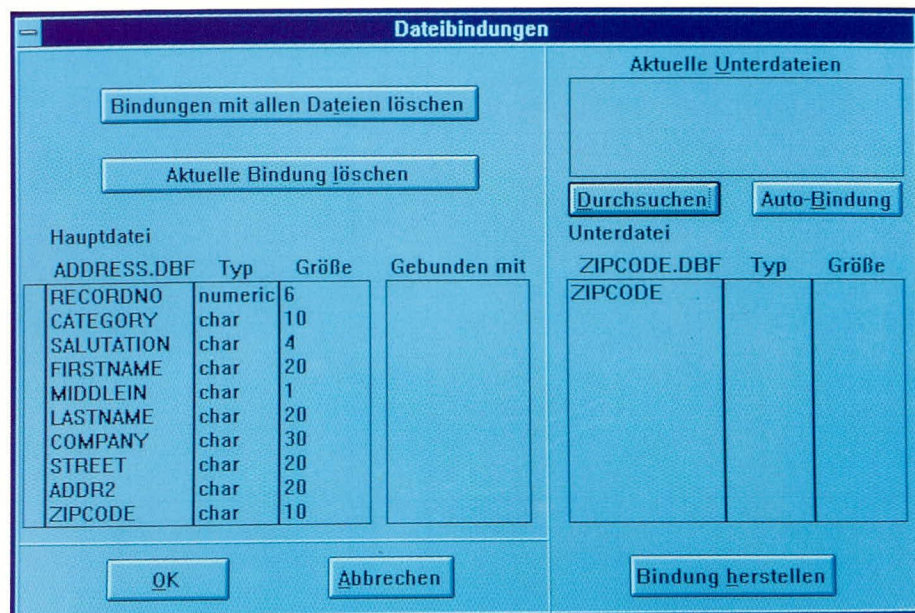 Dateibindungen
Bindungen mit allen Dateien löschen
Aktuelle Bindung löschen
Hauptdatei
ADDRESS.DBF Typ Größe Gebunden mit
RECORDNO numeric 6
CATEGORY char 10
SALUTATION char 4
FIRSTNAME char 20
MIDDLEIN char 1
LASTNAME char 20
COMPANY char 30
STREET char 20
ADDR2 char 20
ZIPCODE char 10
OK Abbrechen
Aktuelle Unterdateien
Durchsuchen Auto-Bindung
Unterdatei
ZIPCODE.DBF Typ Größe
ZIPCODE
Bindung herstellen